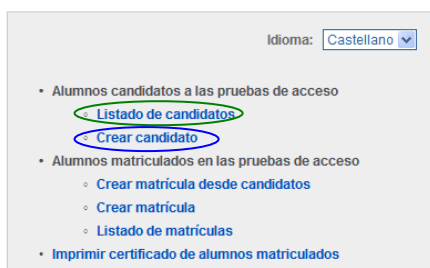 Idioma: Castellano
• Alumnos candidatos a las pruebas de acceso
◦ Listado de candidatos
◦ Crear candidato
• Alumnos matriculados en las pruebas de acceso
◦ Crear matrícula desde candidatos
◦ Crear matrícula
◦ Listado de matrículas
• Imprimir certificado de alumnos matriculados